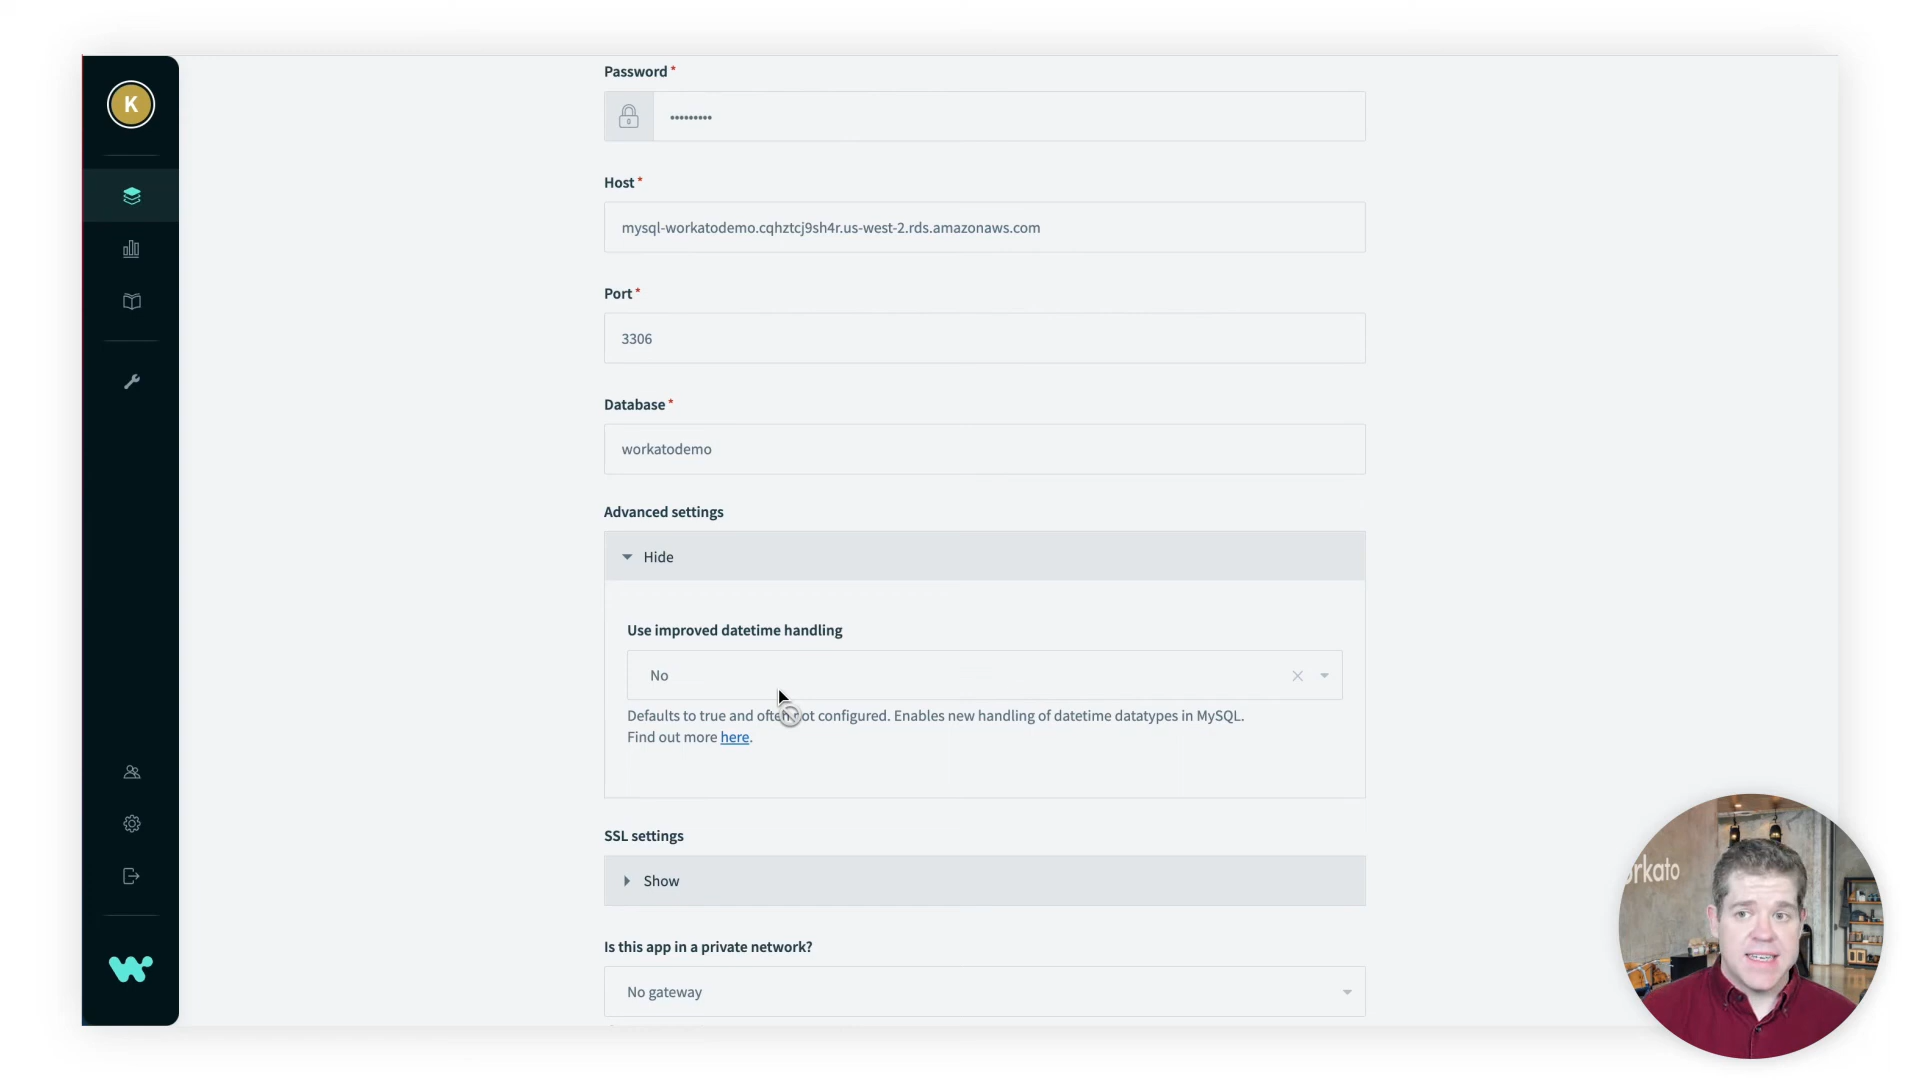 K
Password *
•••••••••
Host *
mysql-workatodemo.cqhztcj9sh4r.us-west-2.rds.amazonaws.com
Port *
3306
Database *
workatodemo
Advanced settings
Hide
Use improved datetime handling
No
Defaults to true and often not configured. Enables new handling of datetime datatypes in MySQL.
Find out more here.
SSL settings
Show
Is this app in a private network?
No gateway
orkato